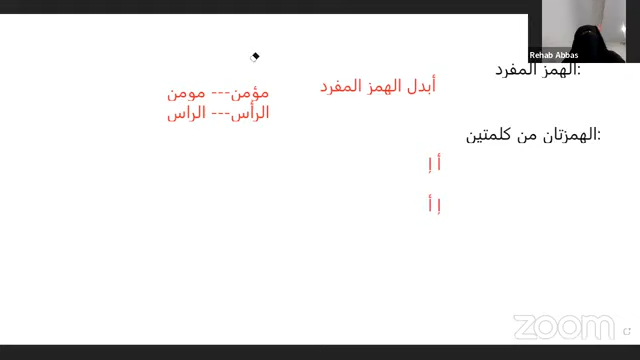 Rehab Abbas
الهمز المفرد:
أبدل الهمز المفرد
مؤمن--- مومن
الرأس--- الراس
الهمزتان من كلمتين:
أ إ
إ أ
zoom